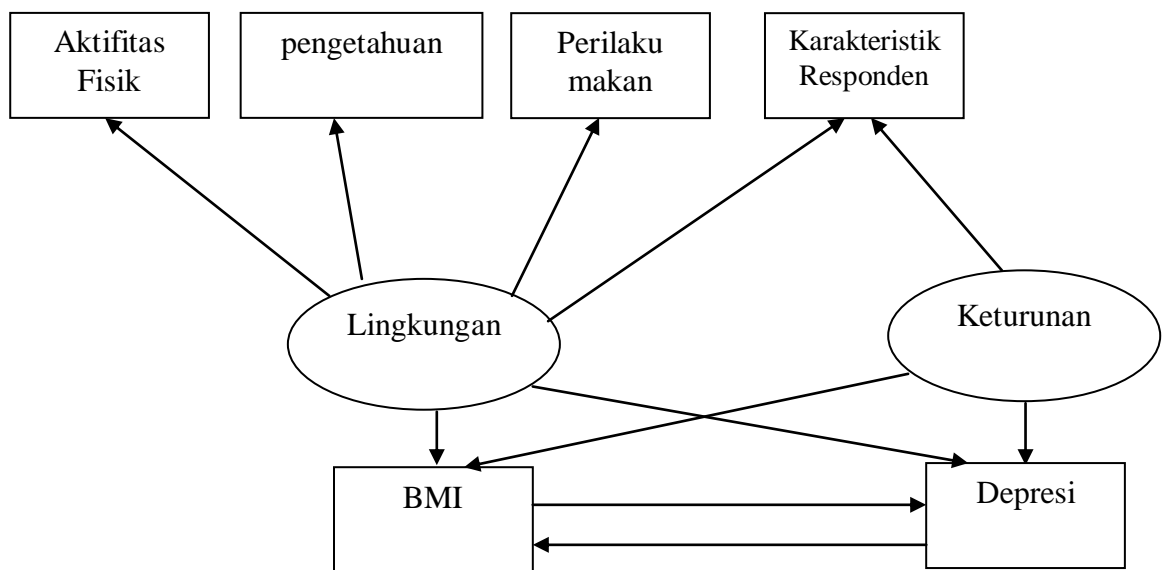 Aktifitas
Fisik
pengetahuan
Perilaku
makan
Karakteristik
Responden
Lingkungan
Keturunan
BMI
Depresi